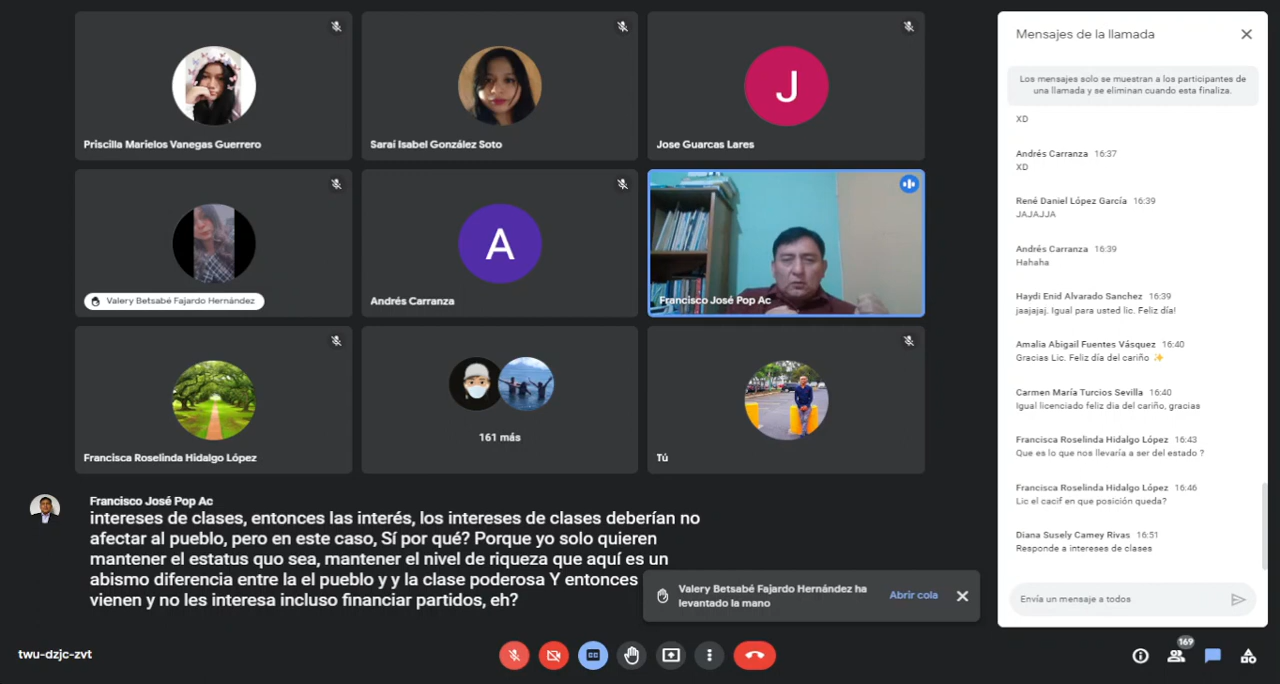 Priscilla Marielos Vanegas Guerrero
Saraí Isabel González Soto
J
Jose Guarcas Lares
Valery Betsabé Fajardo Hernández
A
Andrés Carranza
Francisco José Pop Ac
Francisca Roselinda Hidalgo López
161 más
Tú
Francisco José Pop Ac
intereses de clases, entonces las interés, los intereses de clases deberían no
afectar al pueblo, pero en este caso, Sí por qué? Porque yo solo quieren
mantener el estatus quo sea, mantener el nivel de riqueza que aquí es un
abismo diferencia entre la el pueblo y y la clase poderosa Y entonces
vienen y no les interesa incluso financiar partidos, eh?
Valery Betsabé Fajardo Hernández ha
levantado la mano
Abrir cola
twu-dzjc-zvt
Mensajes de la llamada
Los mensajes solo se muestran a los participantes de
una llamada y se eliminan cuando esta finaliza.
XD
Andrés Carranza 16:37
XD
René Daniel López García 16:39
JAJAJJA
Andrés Carranza 16:39
Hahaha
Haydi Enid Alvarado Sanchez 16:39
jaajajaj. Igual para usted lic. Feliz día!
Amalia Abigail Fuentes Vásquez 16:40
Gracias Lic. Feliz día del cariño ✨
Carmen María Turcios Sevilla 16:40
Igual licenciado feliz dia del cariño, gracias
Francisca Roselinda Hidalgo López 16:43
Que es lo que nos llevaría a ser del estado ?
Francisca Roselinda Hidalgo López 16:46
Lic el cacif en que posición queda?
Diana Susely Camey Rivas 16:51
Responde a intereses de clases
Envía un mensaje a todos
169